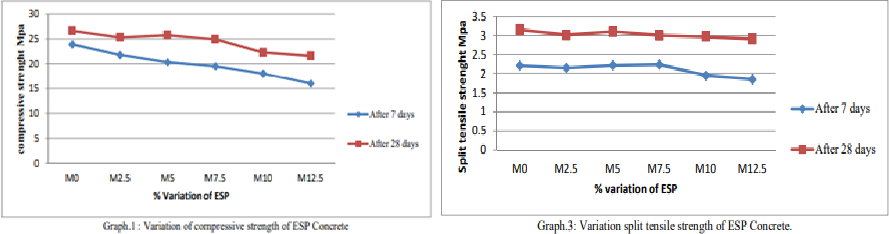 compressive strenght Mpa
30
25
20
15
10
5
0
M0 M2.5 M5 M7.5 M10 M12.5
% Variation of ESP
After 7 days
After 28 days
Graph.1 : Variation of compressive strength of ESP Concrete
Split tensile strenght Mpa
3.5
3
2.5
2
1.5
1
0.5
0
M0 M2.5 M5 M7.5 M10 M12.5
% variation of ESP
After 7 days
After 28 days
Graph.3: Variation split tensile strength of ESP Concrete.